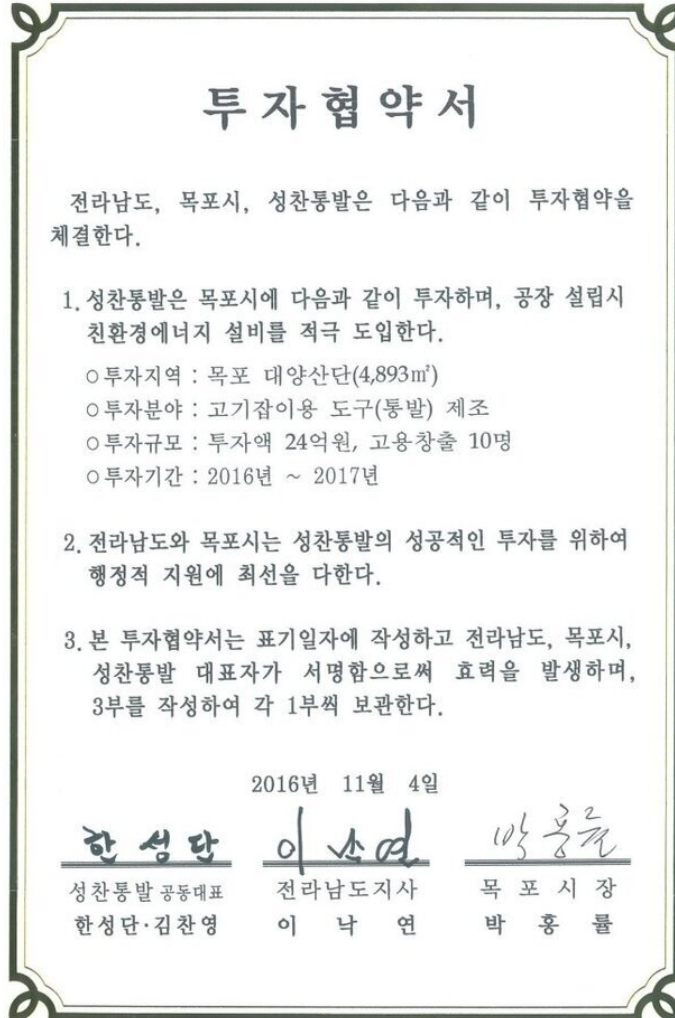 투자협약서
전라남도, 목포시, 성찬통발은 다음과 같이 투자협약을
체결한다.
1. 성찬통발은 목포시에 다음과 같이 투자하며, 공장 설립시
친환경에너지 설비를 적극 도입한다.
○투자지역 : 목포 대양산단(4,893㎡)
○투자분야 : 고기잡이용 도구(통발) 제조
○투자규모 : 투자액 24억원, 고용창출 10명
○투자기간 : 2016년 ~ 2017년
2. 전라남도와 목포시는 성찬통발의 성공적인 투자를 위하여
행정적 지원에 최선을 다한다.
3. 본 투자협약서는 표기일자에 작성하고 전라남도, 목포시,
성찬통발 대표자가 서명함으로써 효력을 발생하며,
3부를 작성하여 각 1부씩 보관한다.
2016년 11월 4일
한성단 이낙연 박홍률
성찬통발 공동대표 전라남도지사 목포시장
한성단·김찬영 이낙연 박홍률